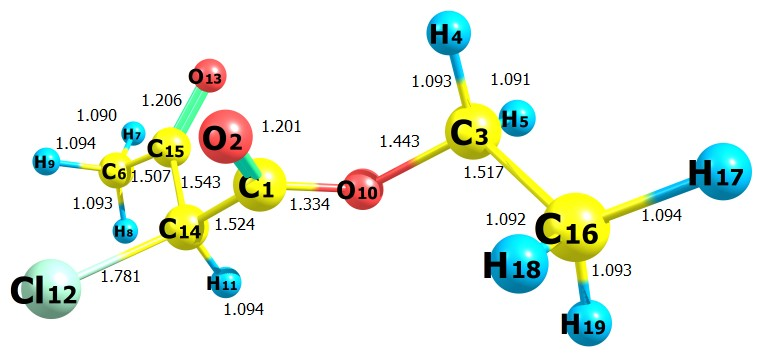 H4
1.093
1.091
O13
1.206
H5
1.090
H7
O2
1.201
C3
1.443
1.094
H9
C15
C6
1.507
1.543
C1
O10
1.334
1.517
H17
1.094
1.093
H8
C14
1.524
1.092
C16
H18
1.093
1.781
Cl12
H11
1.094
H19